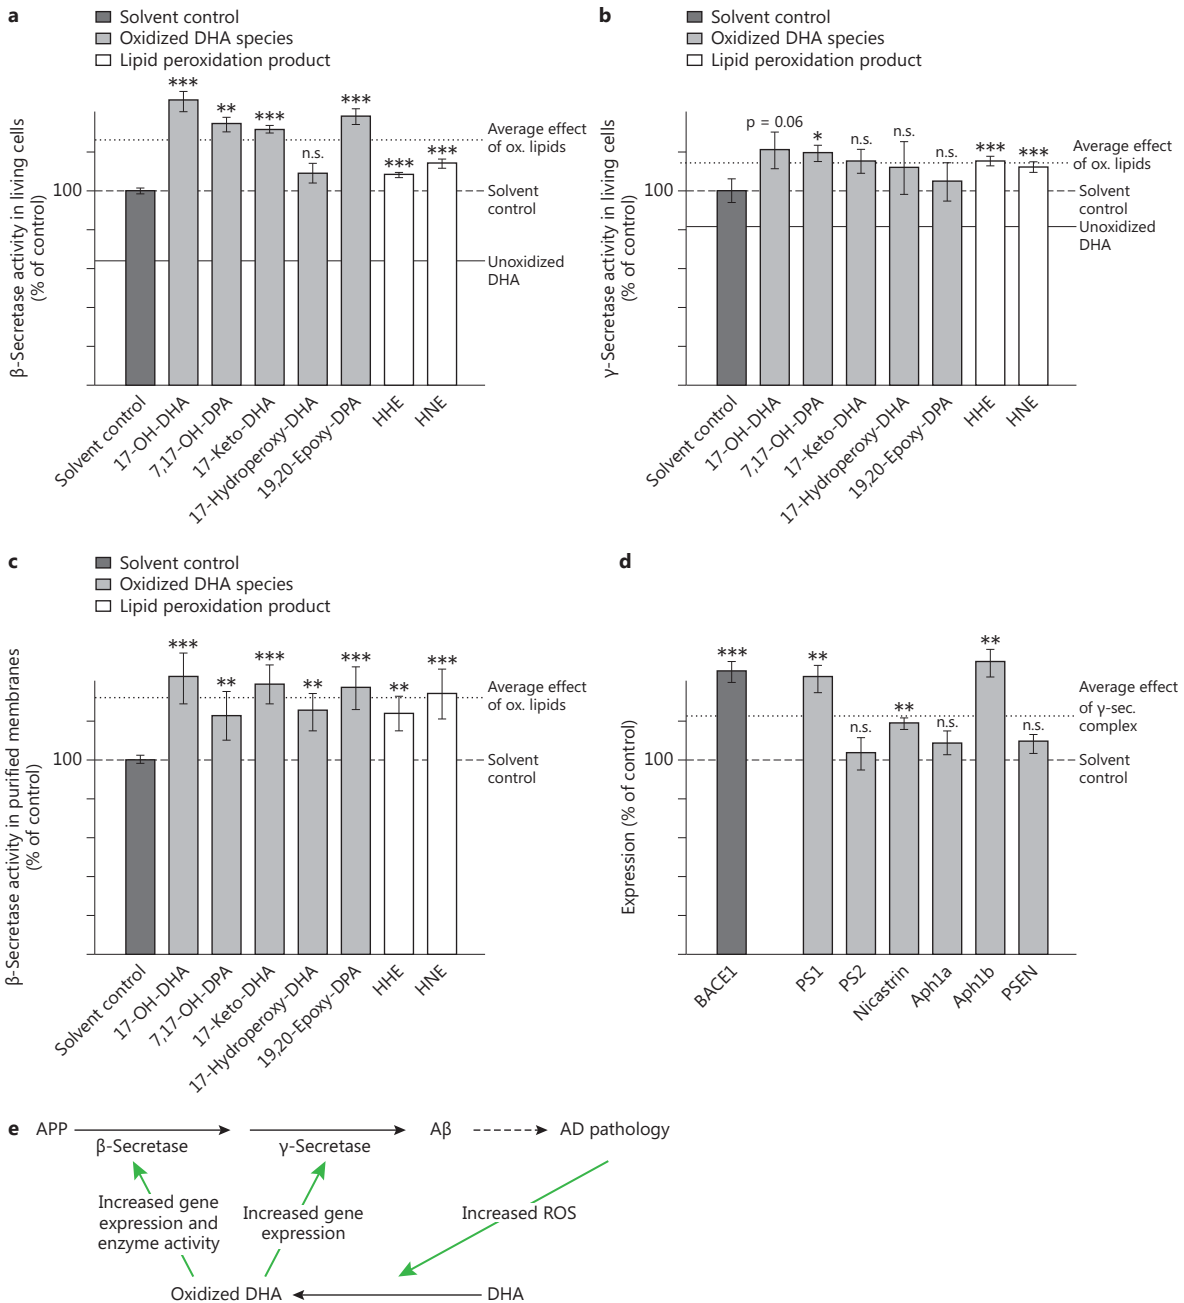 a
Solvent control
Oxidized DHA species
Lipid peroxidation product
β-Secretase activity in living cells
(% of control)
100
***
**
***
n.s.
***
***
***
Average effect
of ox. lipids
Solvent
control
Unoxidized
DHA
Solvent control
17-OH-DHA
7,17-OH-DPA
17-Keto-DHA
17-Hydroperoxy-DHA
19,20-Epoxy-DPA
HHE
HNE
b
Solvent control
Oxidized DHA species
Lipid peroxidation product
γ-Secretase activity in living cells
(% of control)
100
p = 0.06
*
n.s.
n.s.
n.s.
***
***
Average effect
of ox. lipids
Solvent
control
Unoxidized
DHA
Solvent control
17-OH-DHA
7,17-OH-DPA
17-Keto-DHA
17-Hydroperoxy-DHA
19,20-Epoxy-DPA
HHE
HNE
c
Solvent control
Oxidized DHA species
Lipid peroxidation product
β-Secretase activity in purified membranes
(% of control)
100
***
**
***
**
***
**
***
Average effect
of ox. lipids
Solvent
control
Solvent control
17-OH-DHA
7,17-OH-DPA
17-Keto-DHA
17-Hydroperoxy-DHA
19,20-Epoxy-DPA
HHE
HNE
d
Expression (% of control)
100
***
**
n.s.
**
n.s.
**
n.s.
Average effect
of γ-sec.
complex
Solvent
control
BACE1
PS1
PS2
Nicastrin
Aph1a
Aph1b
PSEN
e
APP
β-Secretase
γ-Secretase
Aβ
AD pathology
Increased gene
expression and
enzyme activity
Increased gene
expression
Increased ROS
Oxidized DHA
DHA